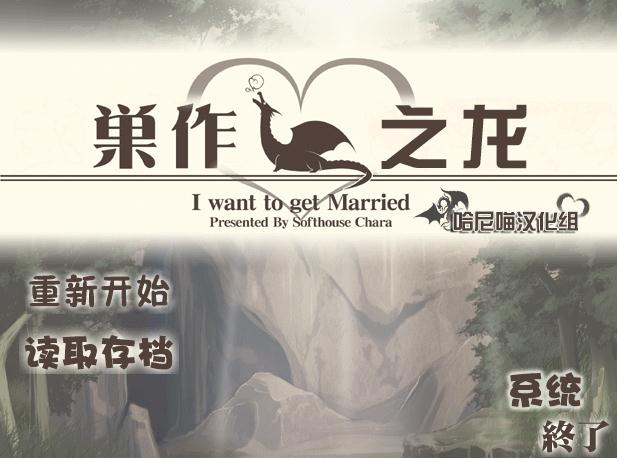 巣作之龙
I want to get Married
Presented By Softhouse Chara
哈尼喵汉化组
重新开始
读取存档
系统
終了